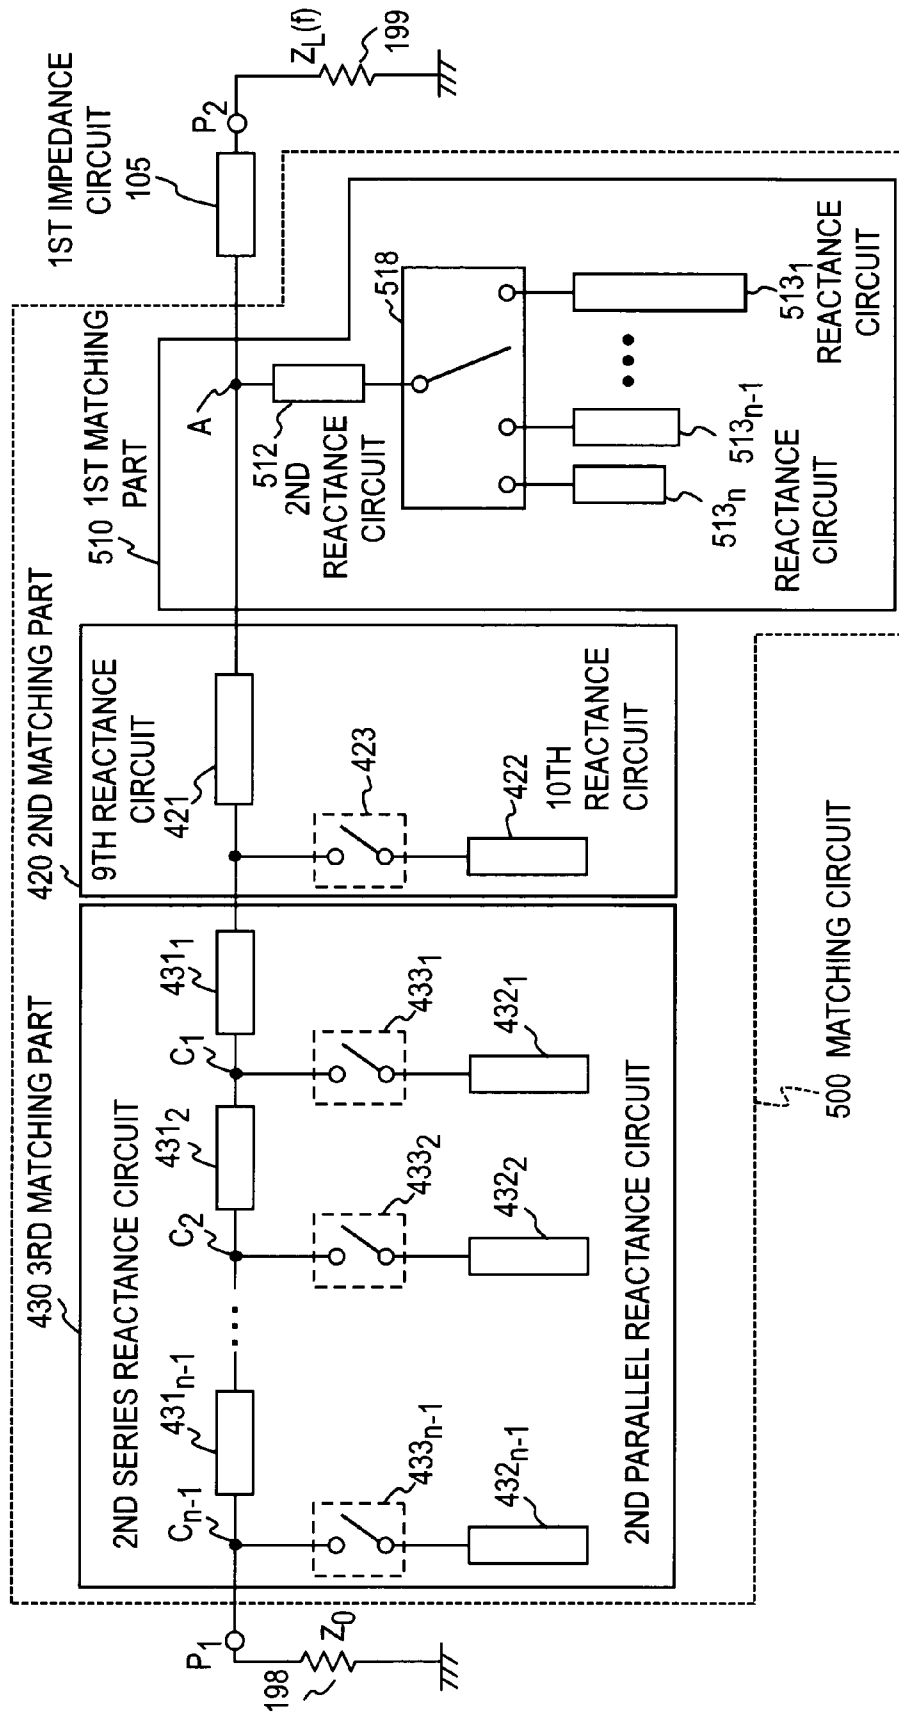 500 MATCHING CIRCUIT
430 3RD MATCHING PART
2ND SERIES REACTANCE CIRCUIT
431n-1
4312
4311
Cn-1
C2
C1
433n-1
4332
4331
432n-1
4322
4321
2ND PARALLEL REACTANCE CIRCUIT
P1
Z0
198
420 2ND MATCHING PART
9TH REACTANCE
CIRCUIT
421
423
422
10TH
REACTANCE
CIRCUIT
510 1ST MATCHING
PART
A
512
2ND
REACTANCE
CIRCUIT
518
513n
513n-1
REACTANCE
CIRCUIT
5131
REACTANCE
CIRCUIT
1ST IMPEDANCE
CIRCUIT
105
P2
ZL(f)
199